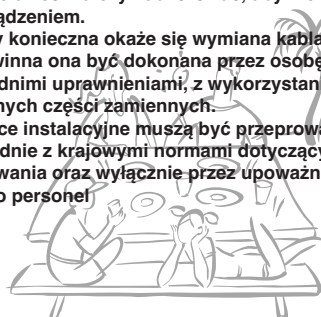 ądzeniem.
y konieczna okaże się wymiana kabla
winna ona być dokonana przez osobę
dnimi uprawnieniami, z wykorzystan
nych części zamiennych.
ce instalacyjne muszą być przeprowa
dnie z krajowymi normami dotyczący
wania oraz wyłącznie przez upoważn
o personel